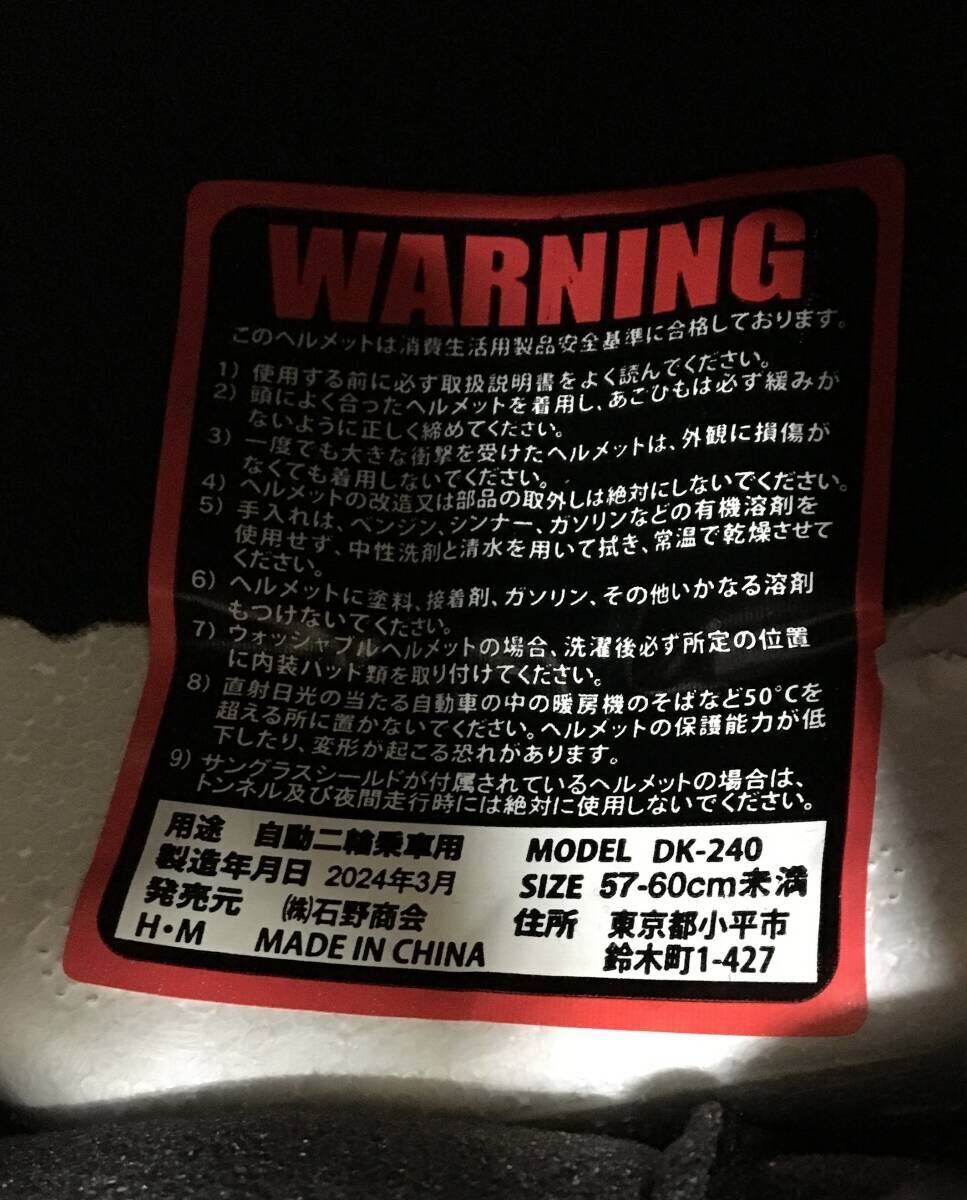 WARNING
このヘルメットは消費生活用製品安全基準に合格しております。
1) 使用する前に必ず取扱説明書をよく読んでください。
2) 頭によく合ったヘルメットを着用し、あごひもは必ず緩みが
ないように正しく締めてください。
3) 一度でも大きな衝撃を受けたヘルメットは、外観に損傷が
なくても着用しないでください。
4) ヘルメットの改造又は部品の取外しは絶対にしないでください。
5) 手入れは、ベンジン、シンナー、ガソリンなどの有機溶剤を
使用せず、中性洗剤と清水を用いて拭き、常温で乾燥させて
ください。
6) ヘルメットに塗料、接着剤、ガソリン、その他いかなる溶剤
もつけないでください。
7) ウォッシャブルヘルメットの場合、洗濯後必ず所定の位置
に内装パッド類を取り付けてください。
8) 直射日光の当たる自動車の中の暖房機のそばなど50°Cを
超える所に置かないでください。ヘルメットの保護能力が低
下したり、変形が起こる恐れがあります。
9) サングラスシールドが付属されているヘルメットの場合は、
トンネル及び夜間走行時には絶対に使用しないでください。
用途 自動二輪乗車用 MODEL DK-240
製造年月日 2024年3月 SIZE 57-60cm未満
発売元 ㈱石野商会 住所 東京都小平市
H・M MADE IN CHINA 鈴木町1-427